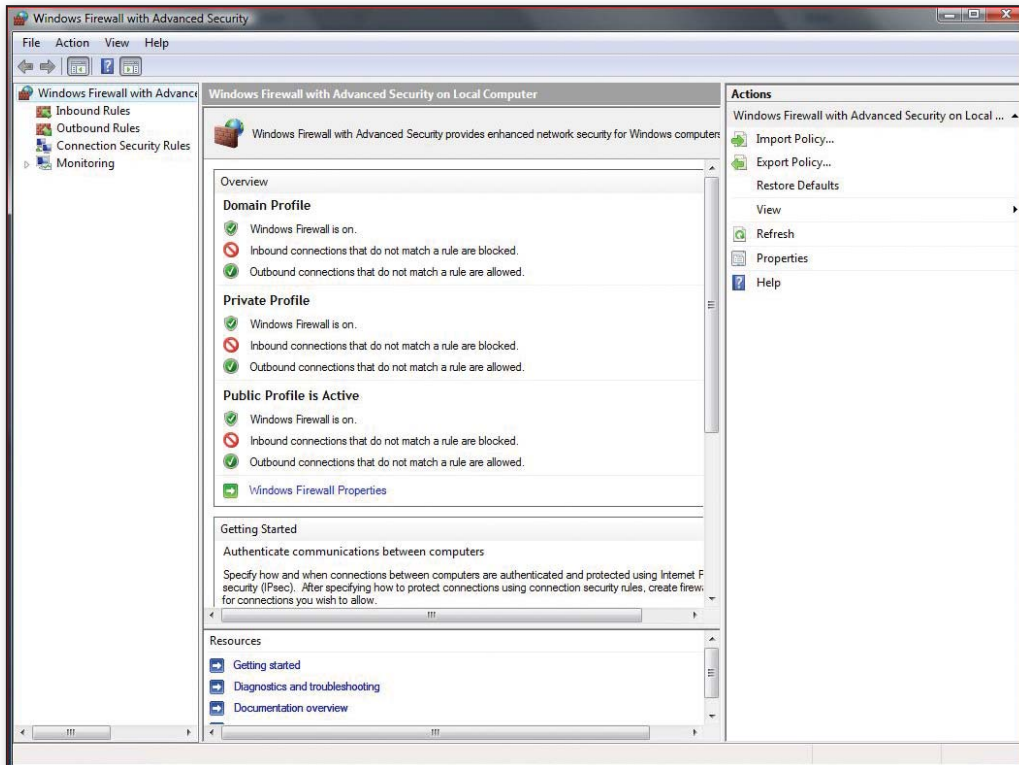 Windows Firewall with Advanced Security
File Action View Help
Windows Firewall with Advance
Inbound Rules
Outbound Rules
Connection Security Rules
Monitoring
Windows Firewall with Advanced Security on Local Computer
Windows Firewall with Advanced Security provides enhanced network security for Windows computers
Overview
Domain Profile
Windows Firewall is on.
Inbound connections that do not match a rule are blocked.
Outbound connections that do not match a rule are allowed.
Private Profile
Windows Firewall is on.
Inbound connections that do not match a rule are blocked.
Outbound connections that do not match a rule are allowed.
Public Profile is Active
Windows Firewall is on.
Inbound connections that do not match a rule are blocked.
Outbound connections that do not match a rule are allowed.
Windows Firewall Properties
Getting Started
Authenticate communications between computers
Specify how and when connections between computers are authenticated and protected using Internet P
security (IPsec). After specifying how to protect connections using connection security rules, create firew
for connections you wish to allow.
Resources
Getting started
Diagnostics and troubleshooting
Documentation overview
Actions
Windows Firewall with Advanced Security on Local ...
Import Policy...
Export Policy...
Restore Defaults
View
Refresh
Properties
Help